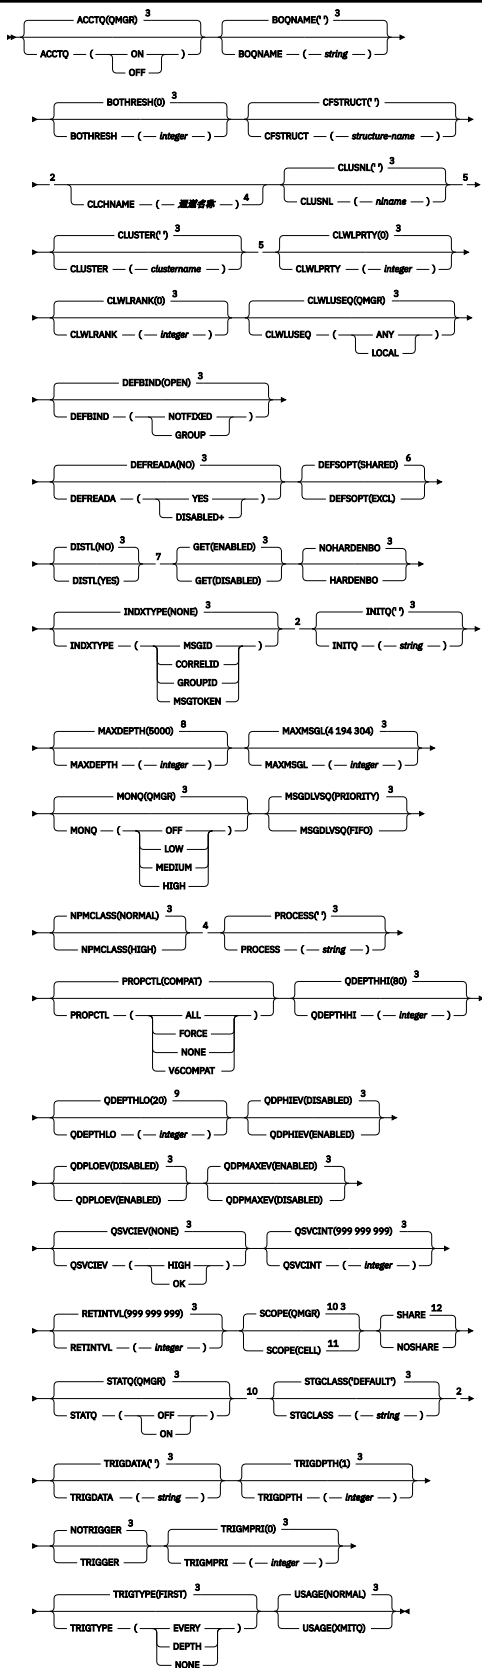 ACCTQ(QMGR) 3 BOQNAME(' ') 3
ACCTQ ( ON ) BOQNAME ( string )
OFF
BOTHRESH(0) 3 CFSTRUCT(' ') 3
BOTHRESH ( integer ) CFSTRUCT ( structure-name )
2 CLUSNL(' ') 3 5
CLCHNAME ( 通道名称 ) 4 CLUSNL ( nlname )
CLUSTER(' ') 3 5 CLWLPRTY(0) 3
CLUSTER ( clustername ) CLWLPRTY ( integer )
CLWLRANK(0) 3 CLWLUSEQ(QMGR) 3
CLWLRANK ( integer ) CLWLUSEQ ( ANY )
LOCAL
DEFBIND(OPEN) 3
DEFBIND ( NOTFIXED )
GROUP
DEFREADA(NO) 3 DEFSOPT(SHARED) 6
DEFREADA ( YES ) DEFSOPT(EXCL)
DISABLED+
DISTL(NO) 3 7 GET(ENABLED) 3 NOHARDENBO 3
DISTL(YES) GET(DISABLED) HARDENBO
INDXTYPE(NONE) 3 2 INITQ(' ') 3
INDXTYPE ( MSGID ) INITQ ( string )
CORRELID
GROUPID
MSGTOKEN
MAXDEPTH(5000) 8 MAXMSGL(4 194 304) 3
MAXDEPTH ( integer ) MAXMSGL ( integer )
MONQ(QMGR) 3 MSGDLVSQ(PRIORITY) 3
MONQ ( OFF ) MSGDLVSQ(FIFO)
LOW
MEDIUM
HIGH
NPMCLASS(NORMAL) 3 4 PROCESS(' ') 3
NPMCLASS(HIGH) PROCESS ( string )
PROPCTL(COMPAT) QDEPTHHI(80) 3
PROPCTL ( ALL ) QDEPTHHI ( integer )
FORCE
NONE
V6COMPAT
QDEPTHLO(20) 9 QDPHIEV(DISABLED) 3
QDEPTHLO ( integer ) QDPHIEV(ENABLED)
QDPLOEV(DISABLED) 3 QDPMAXEV(ENABLED) 3
QDPLOEV(ENABLED) QDPMAXEV(DISABLED)
QSVCIEV(NONE) 3 QSVCINT(999 999 999) 3
QSVCIEV ( HIGH ) QSVCINT ( integer )
OK
RETINTVL(999 999 999) 3 SCOPE(QMGR) 10 3 SHARE 12
RETINTVL ( integer ) SCOPE(CELL) 11 NOSHARE
STATQ(QMGR) 3 10 STGCLASS('DEFAULT') 3 2
STATQ ( OFF ) STGCLASS ( string )
ON
TRIGDATA(' ') 3 TRIGDPTH(1) 3
TRIGDATA ( string ) TRIGDPTH ( integer )
NOTRIGGER 3 TRIGMPRI(0) 3
TRIGGER TRIGMPRI ( integer )
TRIGTYPE(FIRST) 3 USAGE(NORMAL) 3
TRIGTYPE ( EVERY ) USAGE(XMITQ)
DEPTH
NONE